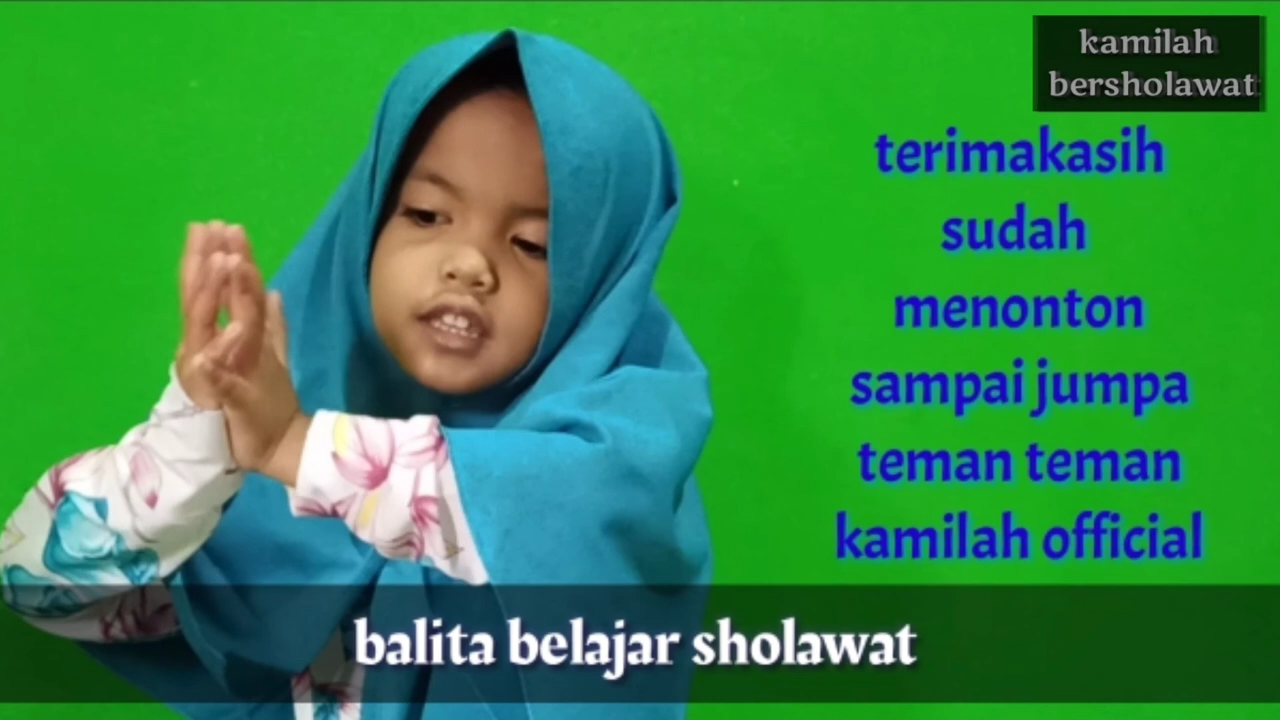 kamilah
bersholawat
terimakasih
sudah
menonton
sampai jumpa
teman teman
kamilah official
balita belajar sholawat